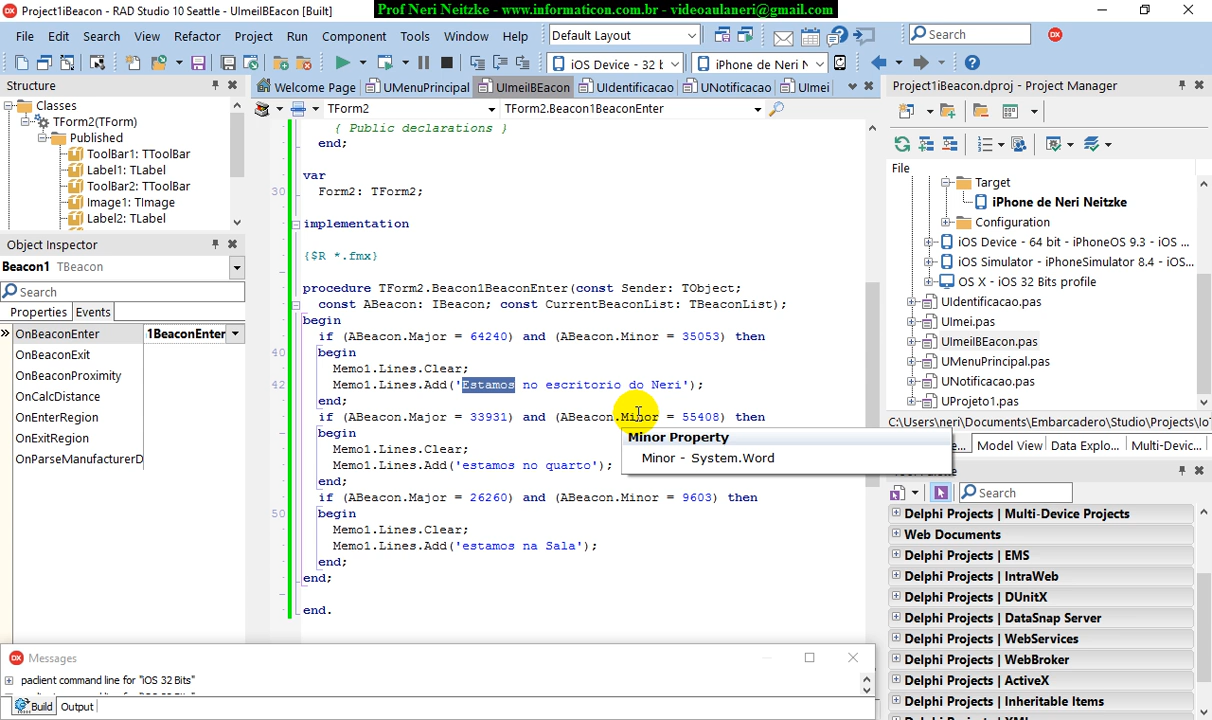 Project1iBeacon - RAD Studio 10 Seattle - UImeiIBEacon [Built]
Prof Neri Neitzke - www.informaticon.com.br - videoaulaneri@gmail.com
File Edit Search View Refactor Project Run Component Tools Window Help
Default Layout
Search
iOS Device - 32 b
iPhone de Neri N
Structure
Classes
TForm2(TForm)
Published
ToolBar1: TToolBar
Label1: TLabel
ToolBar2: TToolBar
Image1: TImage
Label2: TLabel
Object Inspector
Beacon1 TBeacon
Search
Properties Events
OnBeaconEnter 1BeaconEnter
OnBeaconExit
OnBeaconProximity
OnCalcDistance
OnEnterRegion
OnExitRegion
OnParseManufacturerD
Welcome Page UMenuPrincipal UImeiIBEacon UIdentificacao UNotificacao UImei
TForm2 TForm2.Beacon1BeaconEnter
{ Public declarations }
end;
var
30 Form2: TForm2;
implementation
{$R *.fmx}
procedure TForm2.Beacon1BeaconEnter(const Sender: TObject;
const ABeacon: IBeacon; const CurrentBeaconList: TBeaconList);
begin
if (ABeacon.Major = 64240) and (ABeacon.Minor = 35053) then
40 begin
Memo1.Lines.Clear;
42 Memo1.Lines.Add('Estamos no escritorio do Neri');
end;
if (ABeacon.Major = 33931) and (ABeacon.Minor = 55408) then
begin
Memo1.Lines.Clear;
Memo1.Lines.Add('estamos no quarto');
end;
if (ABeacon.Major = 26260) and (ABeacon.Minor = 9603) then
50 begin
Memo1.Lines.Clear;
Memo1.Lines.Add('estamos na Sala');
end;
end;
end.
Minor Property
Minor - System.Word
Project1iBeacon.dproj - Project Manager
File
Target
iPhone de Neri Neitzke
Configuration
iOS Device - 64 bit - iPhoneOS 9.3 - iOS ...
iOS Simulator - iPhoneSimulator 8.4 - iOS...
OS X - iOS 32 Bits profile
UIdentificacao.pas
UImei.pas
UImeiIBEacon.pas
UMenuPrincipal.pas
UNotificacao.pas
UProjeto1.pas
C:\Users\neri\Documents\Embarcadero\Studio\Projects\IoT
e... Model View Data Explo... Multi-Devic...
Search
Delphi Projects | Multi-Device Projects
Web Documents
Delphi Projects | EMS
Delphi Projects | IntraWeb
Delphi Projects | DUnitX
Delphi Projects | DataSnap Server
Delphi Projects | WebServices
Delphi Projects | WebBroker
Delphi Projects | ActiveX
Delphi Projects | Inheritable Items
Messages
paclient command line for "iOS 32 Bits"
Build Output